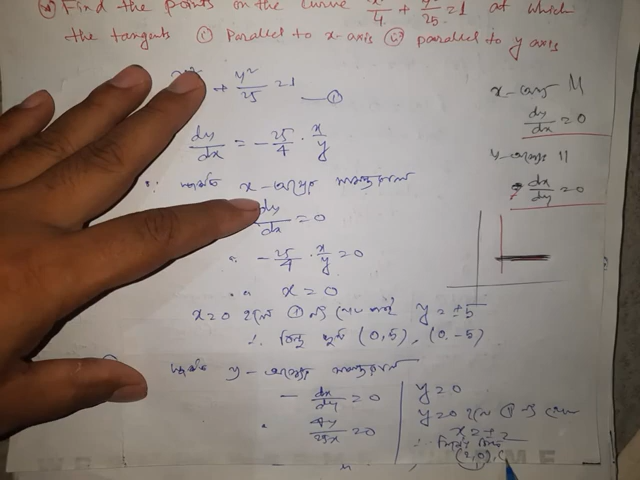 Find the points on the curve x²/4 + y²/25 = 1 at which
the tangents (i) parallel to x-axis (ii) parallel to y axis
+ y²/25 = 1 —(1)
dy/dx = - 25/4 · x/y
x-অক্ষের সমান্তরাল
dy/dx = 0
- 25/4 · x/y = 0
x = 0
x = 0 হলে (1) নং y = ±5
∴ বিন্দু (0, 5), (0, -5)
y - অক্ষের সমান্তরাল
- dx/dy = 0
4y/25x = 0
y = 0
y = 0 হলে (1) নং
x = ± 2
(2, 0), (
x-অক্ষ ||
dy/dx = 0
y-অক্ষ ||
dx/dy = 0